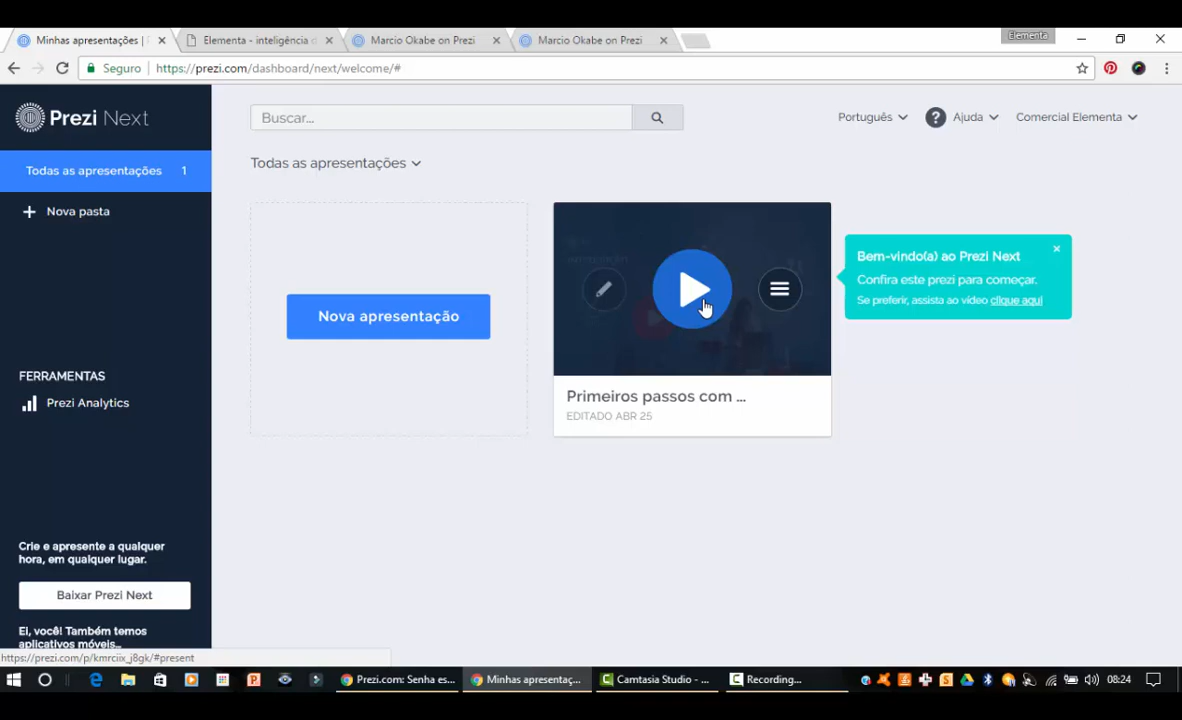 Minhas apresentações |
Elementa - inteligência d
Marcio Okabe on Prezi
Marcio Okabe on Prezi
Elementa
Seguro
https://prezi.com/dashboard/next/welcome/#
Prezi Next
Buscar...
Português
Ajuda
Comercial Elementa
Todas as apresentações 1
Todas as apresentações
Nova pasta
Bem-vindo(a) ao Prezi Next
Confira este prezi para começar.
Se preferir, assista ao vídeo clique aqui
Nova apresentação
Primeiros passos com ...
EDITADO ABR 25
FERRAMENTAS
Prezi Analytics
Crie e apresente a qualquer
hora, em qualquer lugar.
Baixar Prezi Next
Ei, você! Também temos
aplicativos móveis...
https://prezi.com/p/kmrciix_j8gk/#present
Prezi.com: Senha es...
Minhas apresentaç...
Camtasia Studio - ...
Recording...
08:24